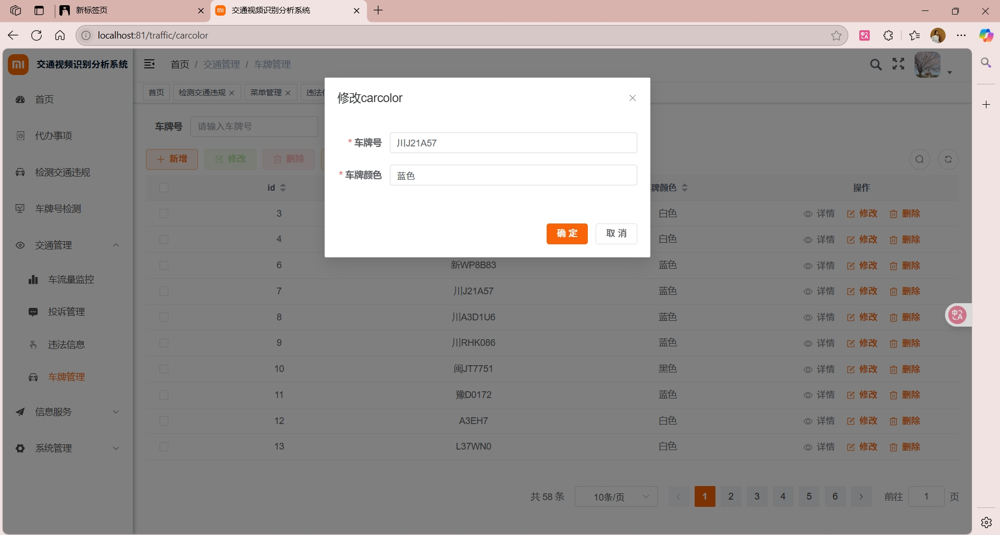 新标签页
交通视频识别分析系统
localhost:81/traffic/carcolor
交通视频识别分析系统
首页 / 交通管理 / 车牌管理
首页
检测交通违规
菜单管理
违法
首页
代办事项
检测交通违规
车牌号检测
交通管理
车流量监控
投诉管理
违法信息
车牌管理
信息服务
系统管理
车牌号 请输入车牌号
新增 修改 删除
修改carcolor
* 车牌号 川J21A57
* 车牌颜色 蓝色
确 定 取 消
id 牌颜色 操作
3 白色 详情 修改 删除
4 白色 详情 修改 删除
6 新WP8B83 蓝色 详情 修改 删除
7 川J21A57 蓝色 详情 修改 删除
8 川A3D1U6 蓝色 详情 修改 删除
9 川RHK086 蓝色 详情 修改 删除
10 闽JT7751 黑色 详情 修改 删除
11 豫D0172 蓝色 详情 修改 删除
12 A3EH7 白色 详情 修改 删除
13 L37WN0 白色 详情 修改 删除
共 58 条 10条/页 1 2 3 4 5 6 前往 1 页